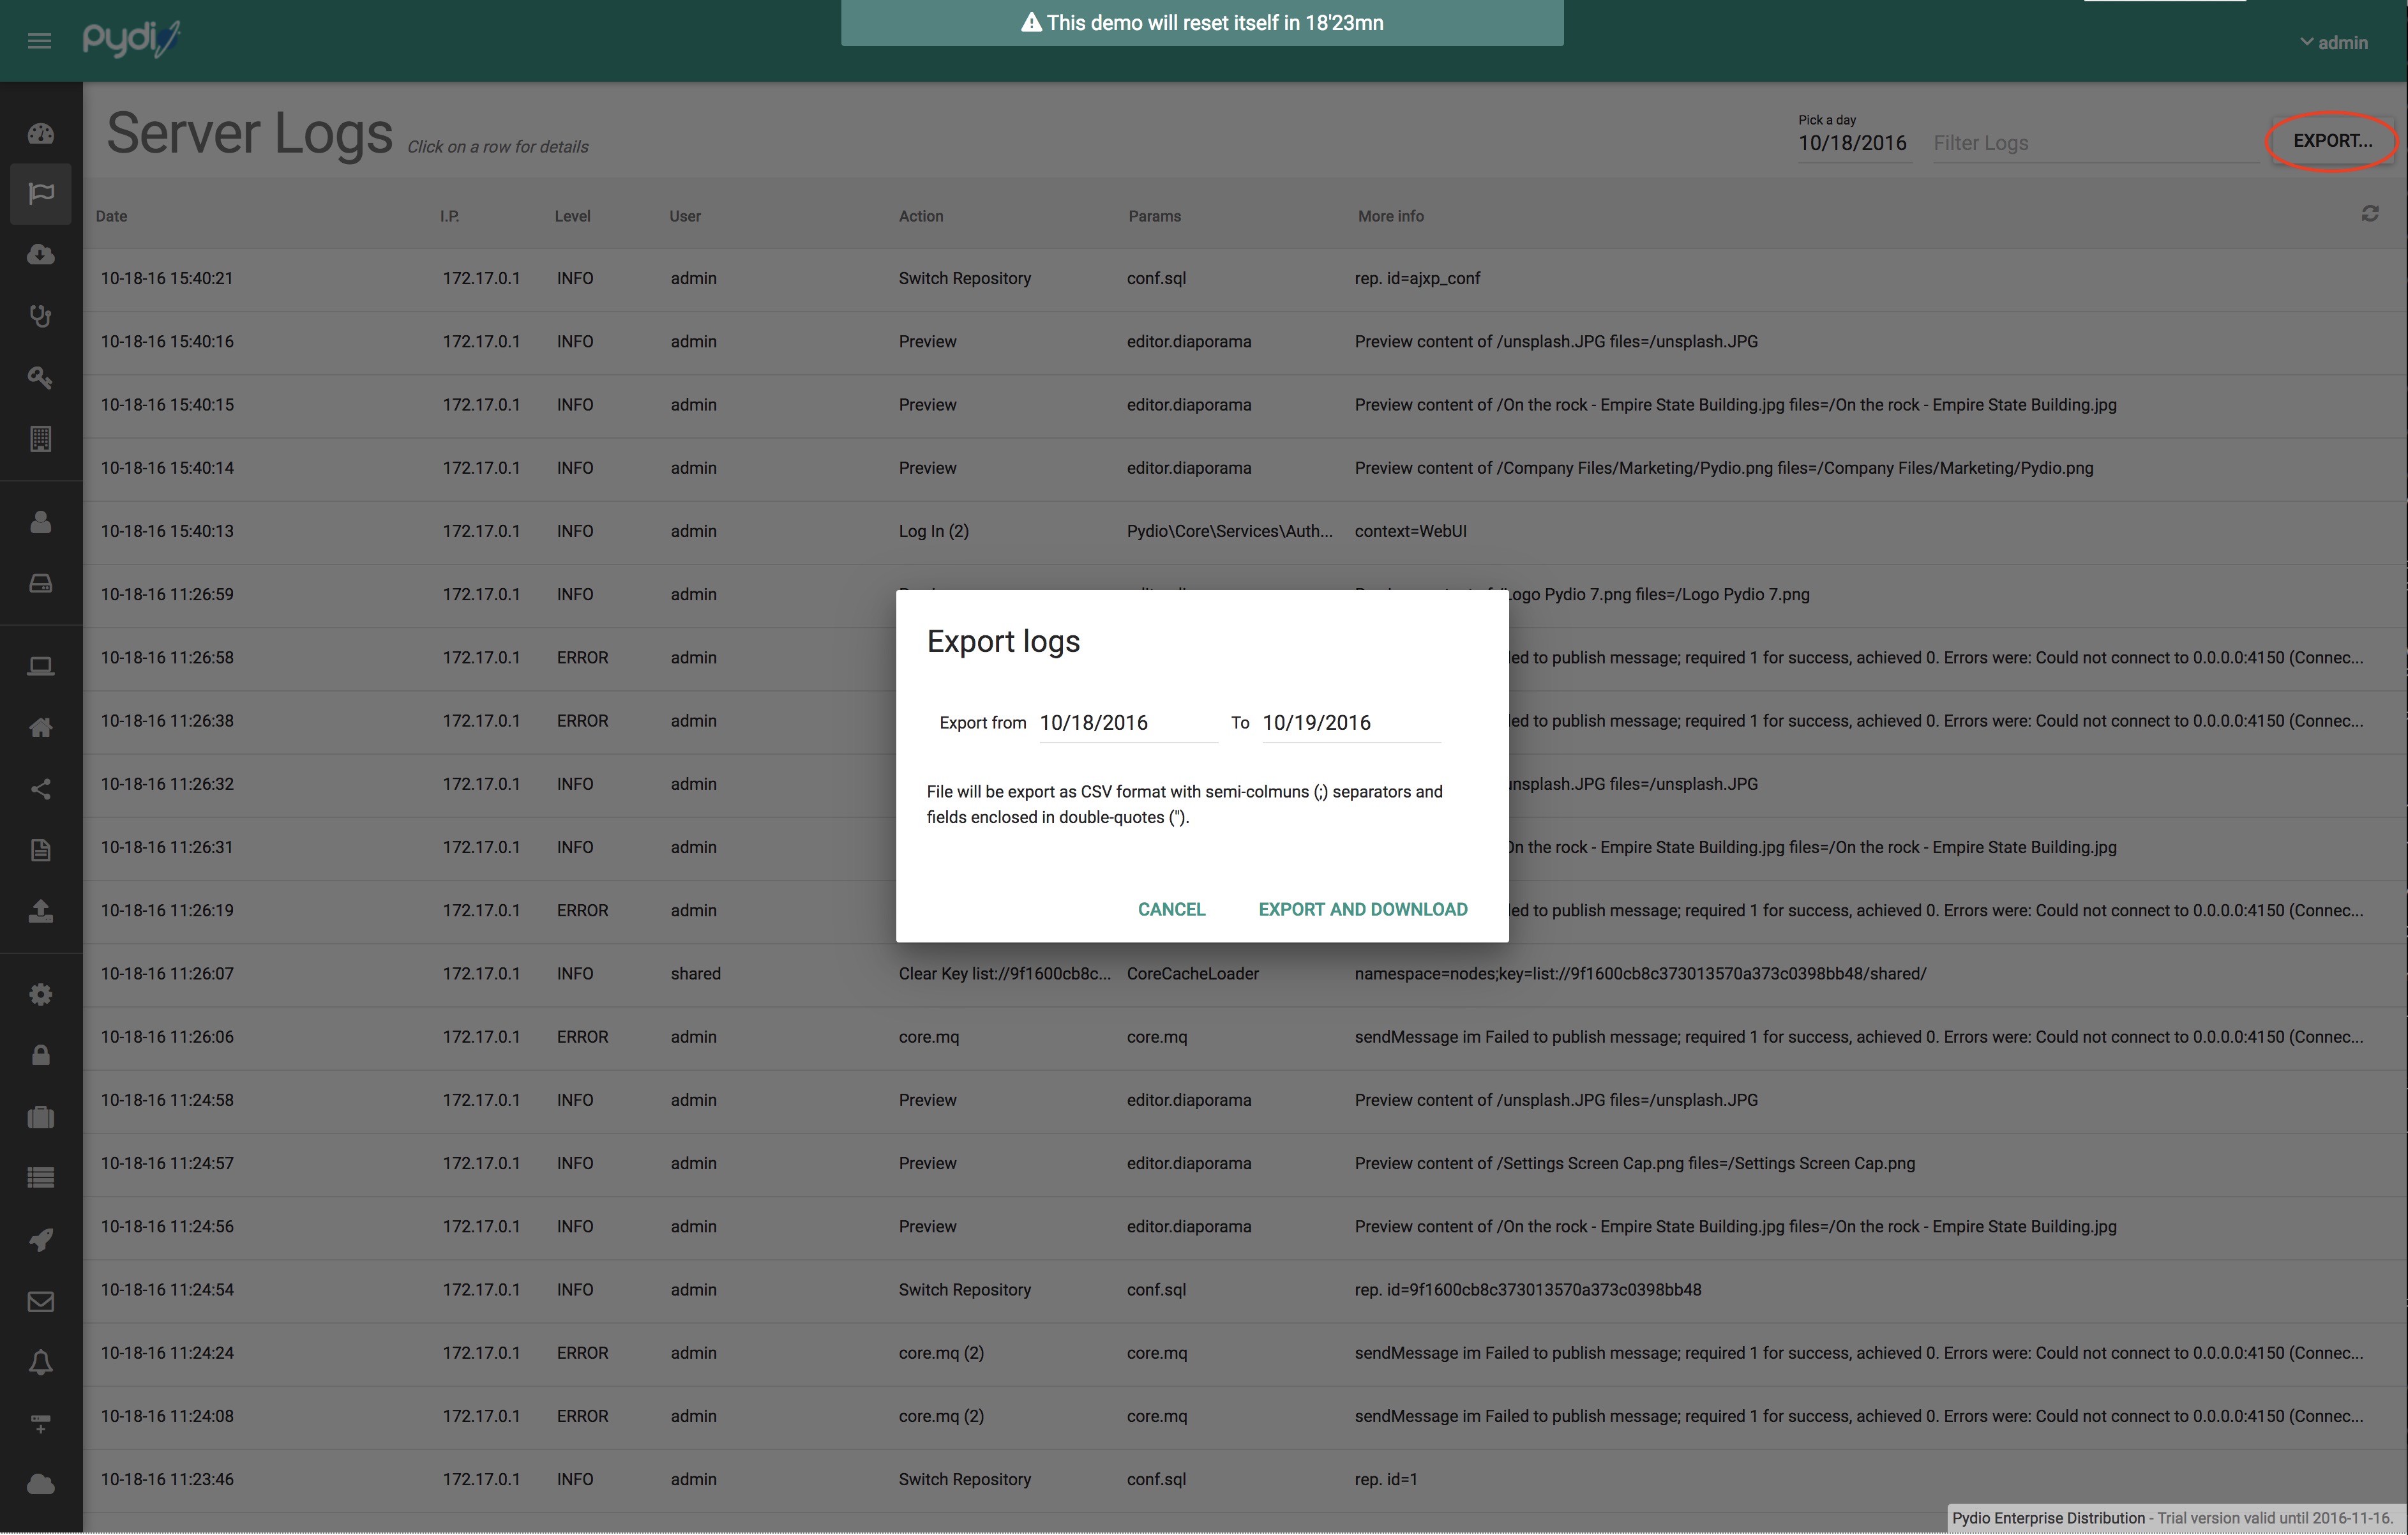 This demo will reset itself in 18'23mn
pydio
admin
Server Logs Click on a row for details
Pick a day
10/18/2016 Filter Logs EXPORT...
Date I.P. Level User Action Params More info
10-18-16 15:40:21 172.17.0.1 INFO admin Switch Repository conf.sql rep. id=ajxp_conf
10-18-16 15:40:16 172.17.0.1 INFO admin Preview editor.diaporama Preview content of /unsplash.JPG files=/unsplash.JPG
10-18-16 15:40:15 172.17.0.1 INFO admin Preview editor.diaporama Preview content of /On the rock - Empire State Building.jpg files=/On the rock - Empire State Building.jpg
10-18-16 15:40:14 172.17.0.1 INFO admin Preview editor.diaporama Preview content of /Company Files/Marketing/Pydio.png files=/Company Files/Marketing/Pydio.png
10-18-16 15:40:13 172.17.0.1 INFO admin Log In (2) Pydio\Core\Services\Auth... context=WebUI
10-18-16 11:26:59 172.17.0.1 INFO admin Logo Pydio 7.png files=/Logo Pydio 7.png
10-18-16 11:26:58 172.17.0.1 ERROR admin led to publish message; required 1 for success, achieved 0. Errors were: Could not connect to 0.0.0.0:4150 (Connec...
10-18-16 11:26:38 172.17.0.1 ERROR admin led to publish message; required 1 for success, achieved 0. Errors were: Could not connect to 0.0.0.0:4150 (Connec...
10-18-16 11:26:32 172.17.0.1 INFO admin unsplash.JPG files=/unsplash.JPG
10-18-16 11:26:31 172.17.0.1 INFO admin On the rock - Empire State Building.jpg files=/On the rock - Empire State Building.jpg
10-18-16 11:26:19 172.17.0.1 ERROR admin led to publish message; required 1 for success, achieved 0. Errors were: Could not connect to 0.0.0.0:4150 (Connec...
Export logs
Export from 10/18/2016 To 10/19/2016
File will be export as CSV format with semi-colmuns (;) separators and
fields enclosed in double-quotes (").
CANCEL EXPORT AND DOWNLOAD
10-18-16 11:26:07 172.17.0.1 INFO shared Clear Key list://9f1600cb8c... CoreCacheLoader namespace=nodes;key=list://9f1600cb8c373013570a373c0398bb48/shared/
10-18-16 11:26:06 172.17.0.1 ERROR admin core.mq core.mq sendMessage im Failed to publish message; required 1 for success, achieved 0. Errors were: Could not connect to 0.0.0.0:4150 (Connec...
10-18-16 11:24:58 172.17.0.1 INFO admin Preview editor.diaporama Preview content of /unsplash.JPG files=/unsplash.JPG
10-18-16 11:24:57 172.17.0.1 INFO admin Preview editor.diaporama Preview content of /Settings Screen Cap.png files=/Settings Screen Cap.png
10-18-16 11:24:56 172.17.0.1 INFO admin Preview editor.diaporama Preview content of /On the rock - Empire State Building.jpg files=/On the rock - Empire State Building.jpg
10-18-16 11:24:54 172.17.0.1 INFO admin Switch Repository conf.sql rep. id=9f1600cb8c373013570a373c0398bb48
10-18-16 11:24:24 172.17.0.1 ERROR admin core.mq (2) core.mq sendMessage im Failed to publish message; required 1 for success, achieved 0. Errors were: Could not connect to 0.0.0.0:4150 (Connec...
10-18-16 11:24:08 172.17.0.1 ERROR admin core.mq (2) core.mq sendMessage im Failed to publish message; required 1 for success, achieved 0. Errors were: Could not connect to 0.0.0.0:4150 (Connec...
10-18-16 11:23:46 172.17.0.1 INFO admin Switch Repository conf.sql rep. id=1
Pydio Enterprise Distribution - Trial version valid until 2016-11-16.